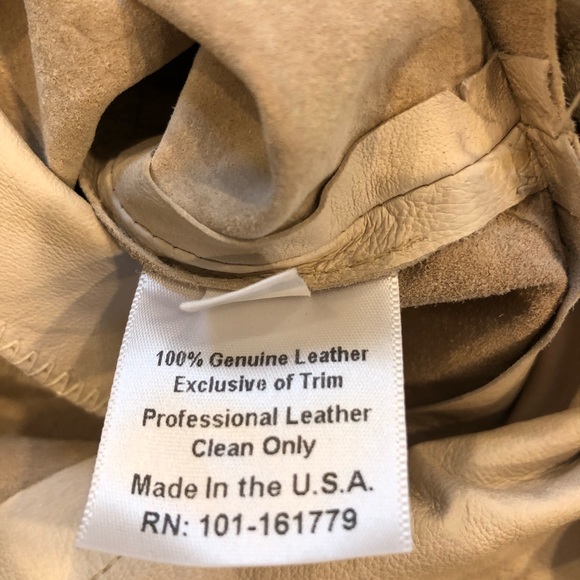 100% Genuine Leather
Exclusive of Trim
Professional Leather
Clean Only
Made In the U.S.A.
RN: 101-161779